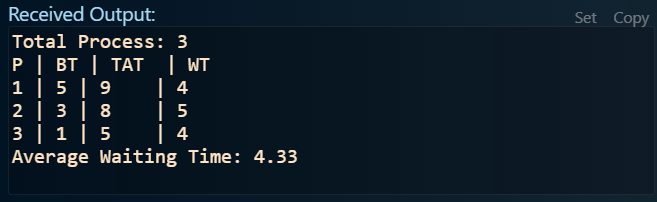 Received Output:
Set Copy
Total Process: 3
P | BT | TAT  | WT
1 | 5 | 9    | 4
2 | 3 | 8    | 5
3 | 1 | 5    | 4
Average Waiting Time: 4.33